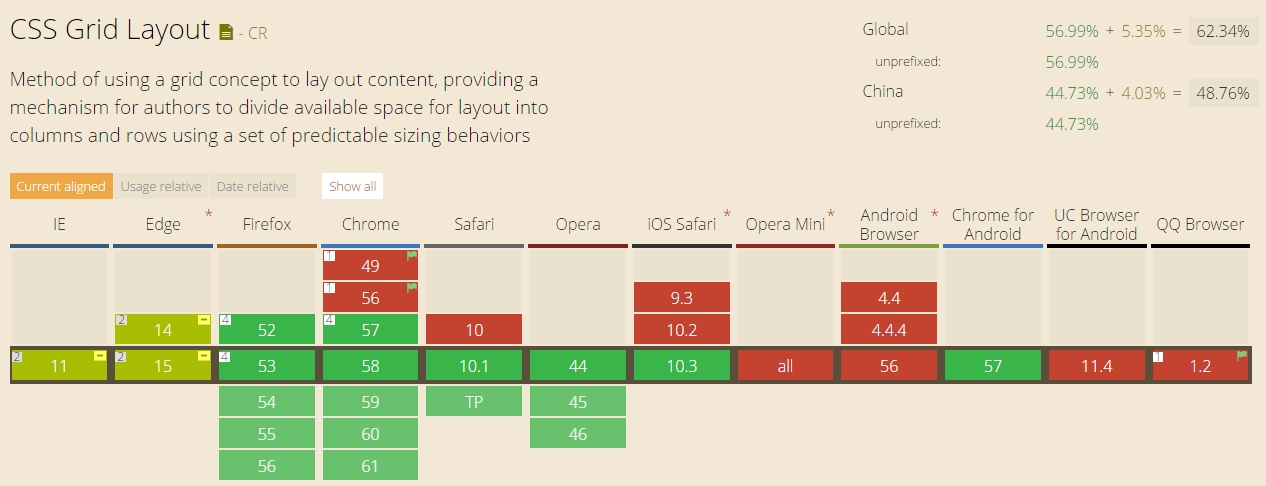 CSS Grid Layout - CR
Method of using a grid concept to lay out content, providing a
mechanism for authors to divide available space for layout into
columns and rows using a set of predictable sizing behaviors
Global 56.99% + 5.35% = 62.34%
unprefixed: 56.99%
China 44.73% + 4.03% = 48.76%
unprefixed: 44.73%
Current aligned Usage relative Date relative Show all
IE Edge * Firefox Chrome Safari Opera iOS Safari * Opera Mini * Android Browser * Chrome for Android UC Browser for Android QQ Browser
1 49
1 56 9.3 4.4
2 14 4 52 4 57 10 10.2 4.4.4
2 11 2 15 4 53 58 10.1 44 10.3 all 56 57 11.4 1 1.2
54 59 TP 45
55 60 46
56 61